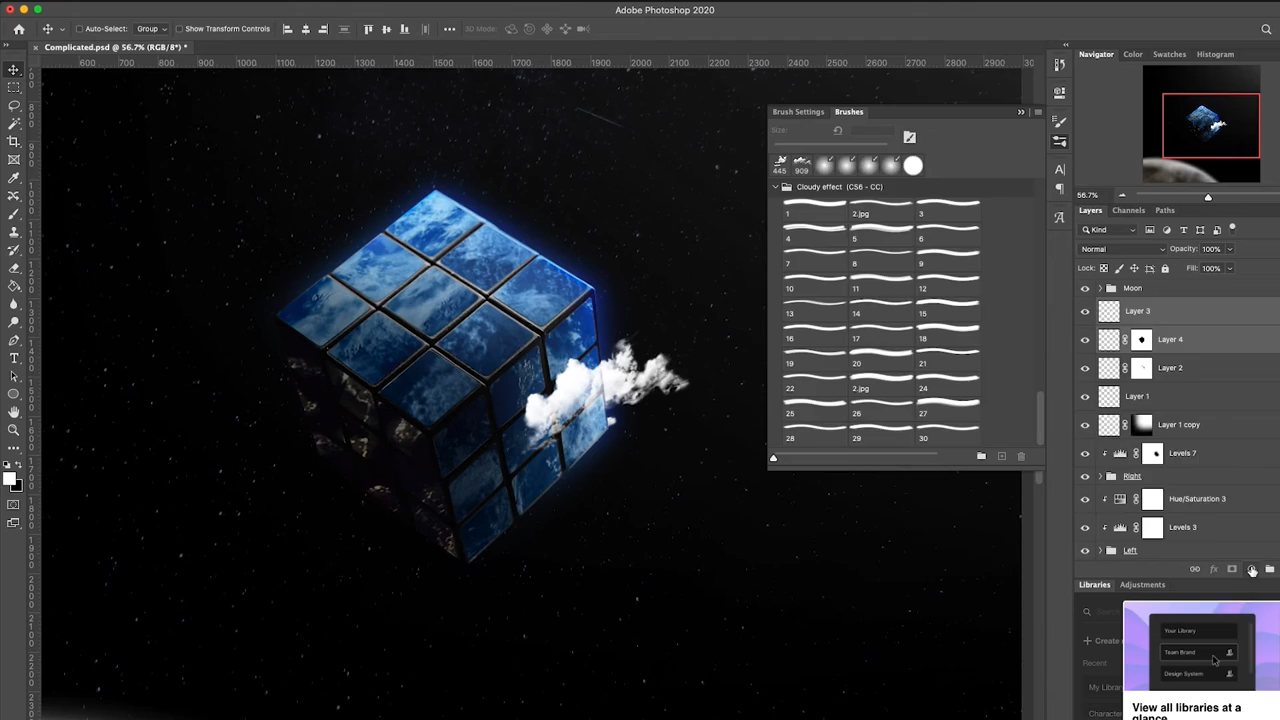 Adobe Photoshop 2020
Auto-Select: Group Show Transform Controls 3D Mode:
Complicated.psd @ 56.7% (RGB/8*) *
600 700 800 900 1000 1100 1200 1300 1400 1500 1600 1700 1800 1900 2000 2100 2200 2400 2500 2600 2700 2800 2900
Navigator Color Swatches Histogram
Brush Settings Brushes
Size:
445 909
Cloudy effect (CS6 - CC)
1 2.jpg 3
4 5 6
7 8 9
10 11 12
13 14 15
16 17 18
19 20 21
22 2.jpg 24
25 26 27
28 29 30
56.7%
Layers Channels Paths
Kind
Normal Opacity: 100%
Lock: Fill: 100%
Moon
Layer 3
Layer 4
Layer 2
Layer 1
Layer 1 copy
Levels 7
Right
Hue/Saturation 3
Levels 3
Left
fx
Libraries Adjustments
Your Library
Team Brand
Design System
Recent
View all libraries at a
glance